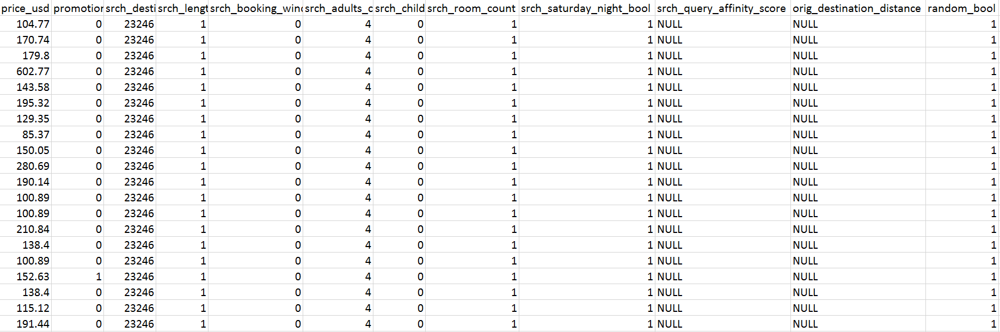 price_usd promotion srch_desti srch_lengt srch_booking_wind srch_adults_c srch_child srch_room_count srch_saturday_night_bool srch_query_affinity_score orig_destination_distance random_bool
104.77 0 23246 1 0 4 0 1 1 NULL NULL 1
170.74 0 23246 1 0 4 0 1 1 NULL NULL 1
179.8 0 23246 1 0 4 0 1 1 NULL NULL 1
602.77 0 23246 1 0 4 0 1 1 NULL NULL 1
143.58 0 23246 1 0 4 0 1 1 NULL NULL 1
195.32 0 23246 1 0 4 0 1 1 NULL NULL 1
129.35 0 23246 1 0 4 0 1 1 NULL NULL 1
85.37 0 23246 1 0 4 0 1 1 NULL NULL 1
150.05 0 23246 1 0 4 0 1 1 NULL NULL 1
280.69 0 23246 1 0 4 0 1 1 NULL NULL 1
190.14 0 23246 1 0 4 0 1 1 NULL NULL 1
100.89 0 23246 1 0 4 0 1 1 NULL NULL 1
100.89 0 23246 1 0 4 0 1 1 NULL NULL 1
210.84 0 23246 1 0 4 0 1 1 NULL NULL 1
138.4 0 23246 1 0 4 0 1 1 NULL NULL 1
100.89 0 23246 1 0 4 0 1 1 NULL NULL 1
152.63 1 23246 1 0 4 0 1 1 NULL NULL 1
138.4 0 23246 1 0 4 0 1 1 NULL NULL 1
115.12 0 23246 1 0 4 0 1 1 NULL NULL 1
191.44 0 23246 1 0 4 0 1 1 NULL NULL 1